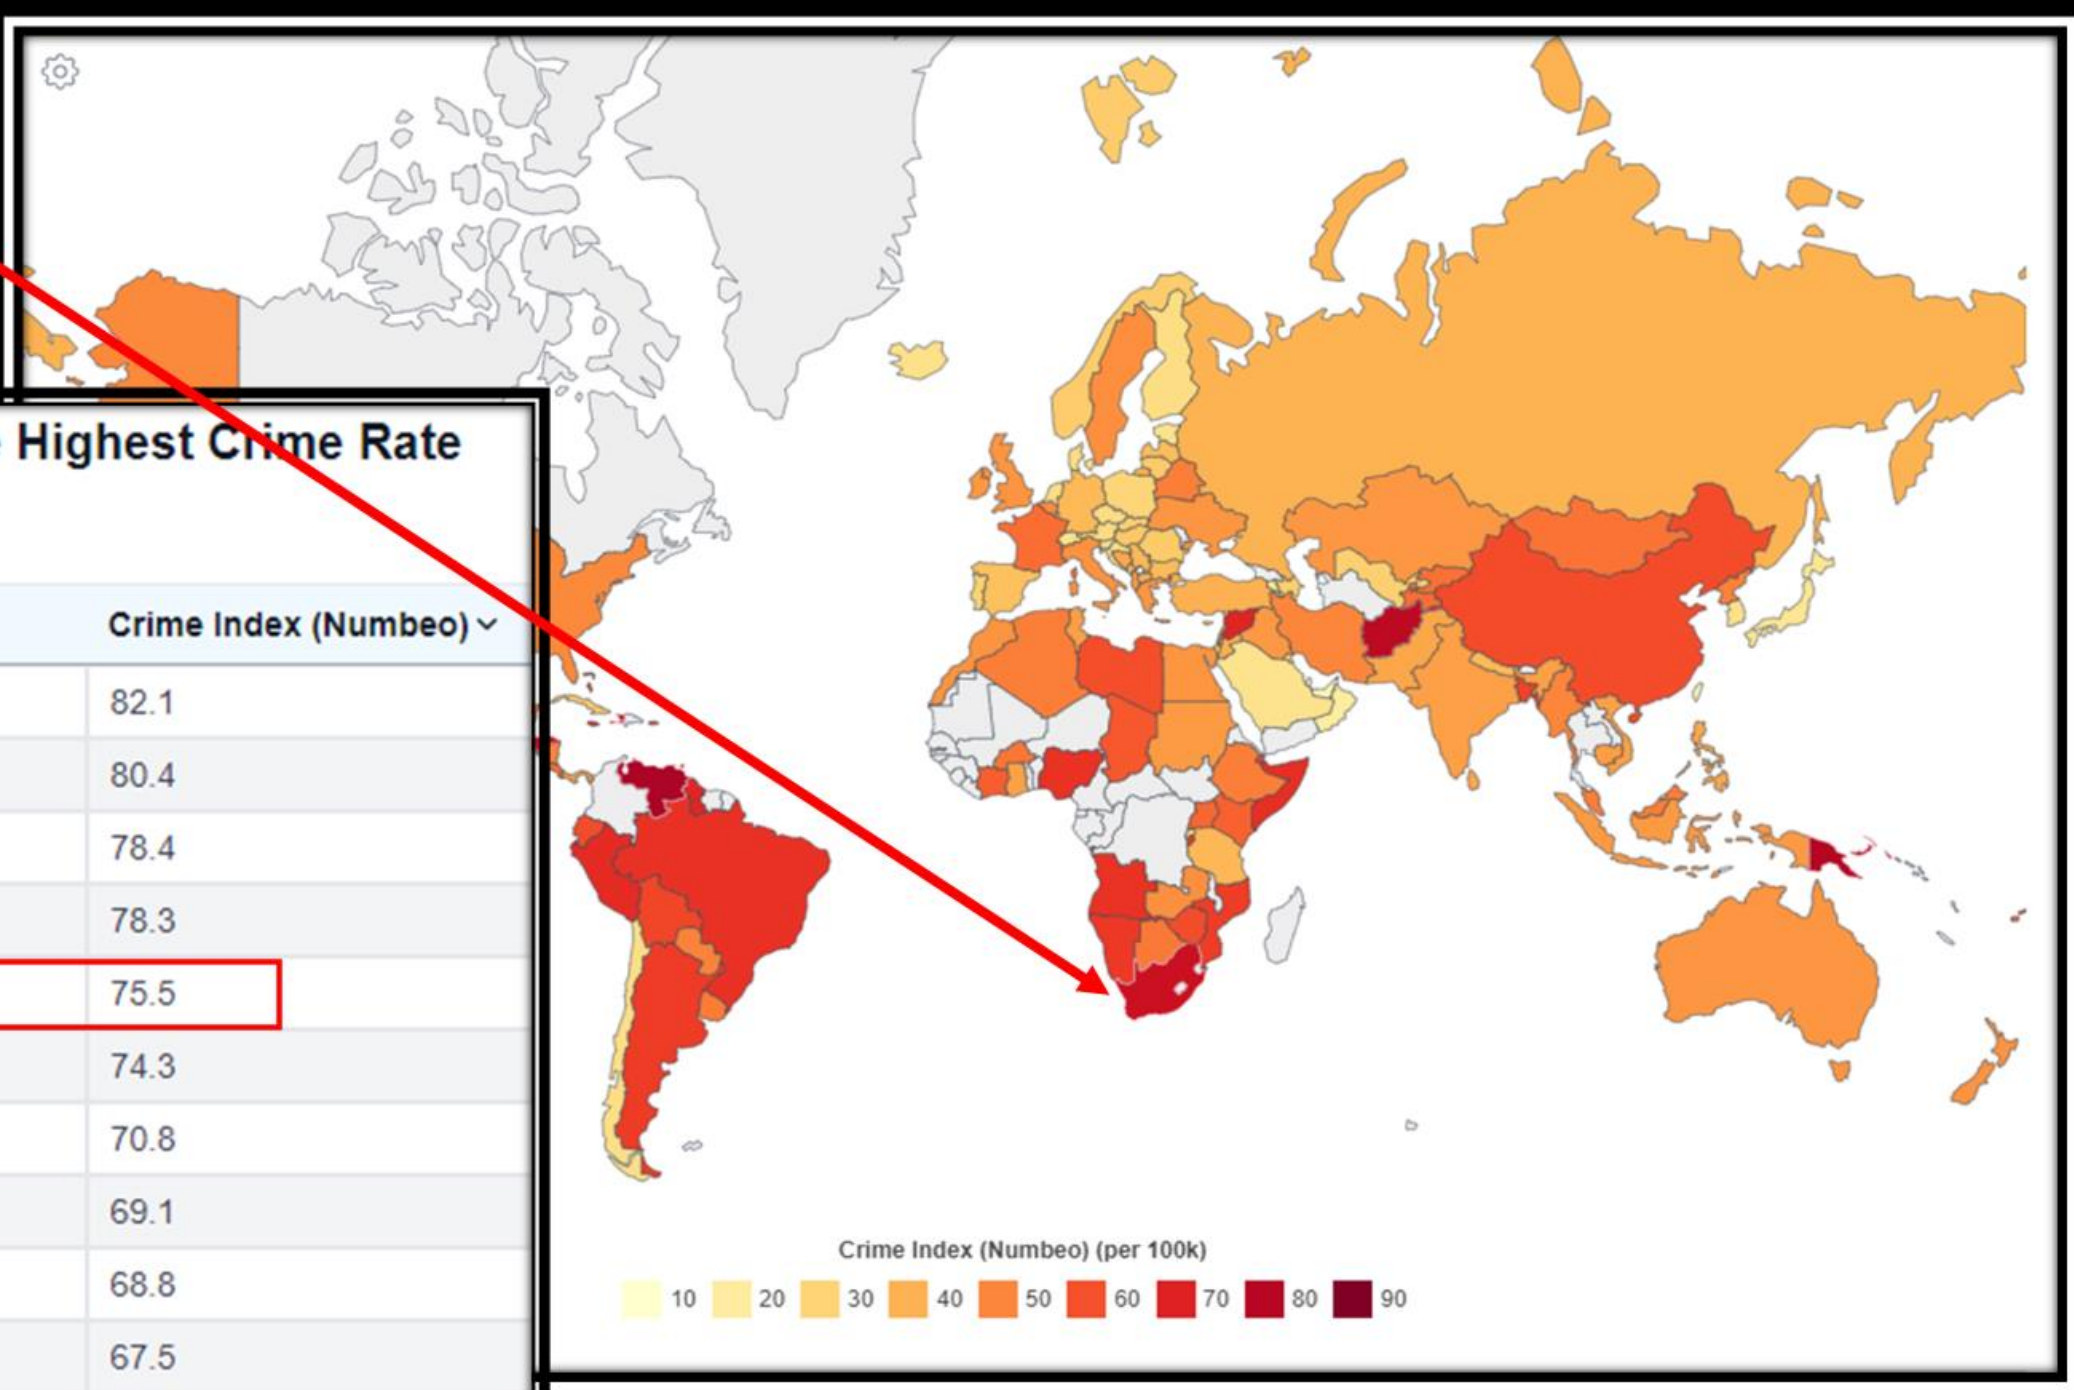 Highest Crime Rate
Crime Index (Numbeo)
82.1
80.4
78.4
78.3
75.5
74.3
70.8
69.1
68.8
67.5
Crime Index (Numbeo) (per 100k)
10 20 30 40 50 60 70 80 90